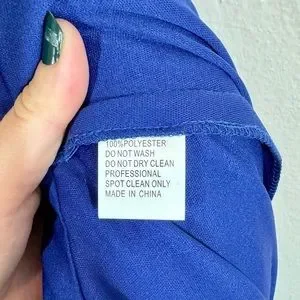 100%POLYESTER
DO NOT WASH
DO NOT DRY CLEAN
PROFESSIONAL
SPOT CLEAN ONLY
MADE IN CHINA